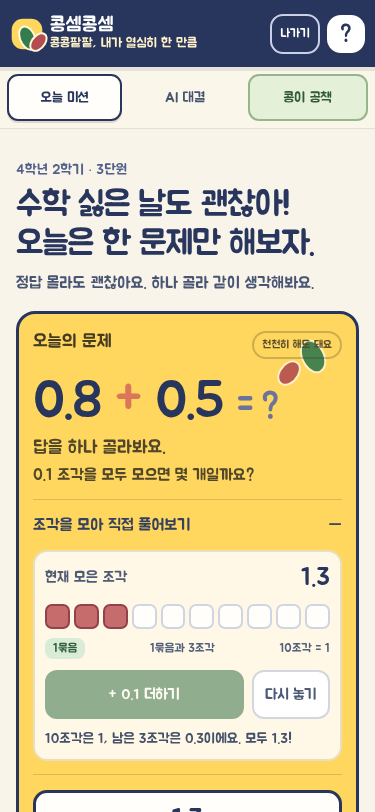 콩셈콩셈
콩콩팥팥, 내가 열심히 한 만큼
나가기
?
오늘 미션
AI 대결
콩이 공책
4학년 2학기 · 3단원
수학 싫은 날도 괜찮아!
오늘은 한 문제만 해보자.
정답 몰라도 괜찮아요. 하나 골라 같이 생각해봐요.
오늘의 문제
천천히 해도 돼요
0.8 + 0.5 = ?
답을 하나 골라봐요.
0.1 조각을 모두 모으면 몇 개일까요?
조각을 모아 직접 풀어보기 –
현재 모은 조각
1.3
1묶음
1묶음과 3조각
10조각 = 1
+ 0.1 더하기
다시 놓기
10조각은 1, 남은 3조각은 0.3이에요. 모두 1.3!